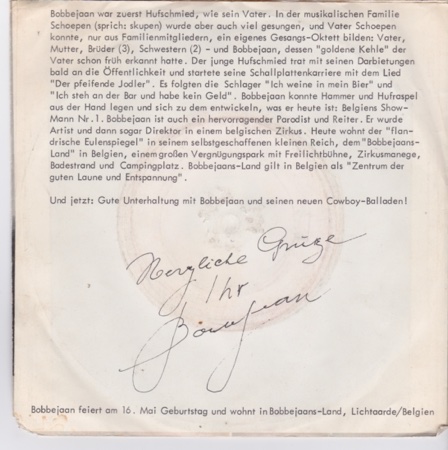 Bobbejaan war zuerst Hufschmied, wie sein Vater. In der musikalischen Familie
Schoepen (sprich: skupen) wurde aber auch viel gesungen, und Vater Schoepen
konnte, nur aus Familienmitgliedern, ein eigenes Gesangs-Oktett bilden: Vater,
Mutter, Brüder (3), Schwestern (2) - und Bobbejaan, dessen "goldene Kehle" der
Vater schon früh erkannt hatte. Der junge Hufschmied trat mit seinen Darbietungen
bald an die Öffentlichkeit und startete seine Schallplattenkarriere mit dem Lied
"Der pfeifende Jodler". Es folgten die Schlager "Ich weine in mein Bier" und
"Ich steh an der Bar und habe kein Geld". Bobbejaan konnte Hammer und Hufraspel
aus der Hand legen und sich zu dem entwickeln, was er heute ist: Belgiens Show-
Mann Nr.1. Bobbejaan ist auch ein hervorragender Parodist und Reiter. Er wurde
Artist und dann sogar Direktor in einem belgischen Zirkus. Heute wohnt der "flan-
drische Eulenspiegel" in seinem selbstgeschaffenen kleinen Reich, dem "Bobbejaans-
Land" in Belgien, einem großen Vergnügungspark mit Freilichtbühne, Zirkusmanege,
Badestrand und Campingplatz. Bobbejaans-Land gilt in Belgien als "Zentrum der
guten Laune und Entspannung".
Und jetzt: Gute Unterhaltung mit Bobbejaan und seinen neuen Cowboy-Balladen!
Herzliche Grüße
Ihr
Bobbejaan
Bobbejaan feiert am 16. Mai Geburtstag und wohnt in Bobbejaans-Land, Lichtaarde/Belgien